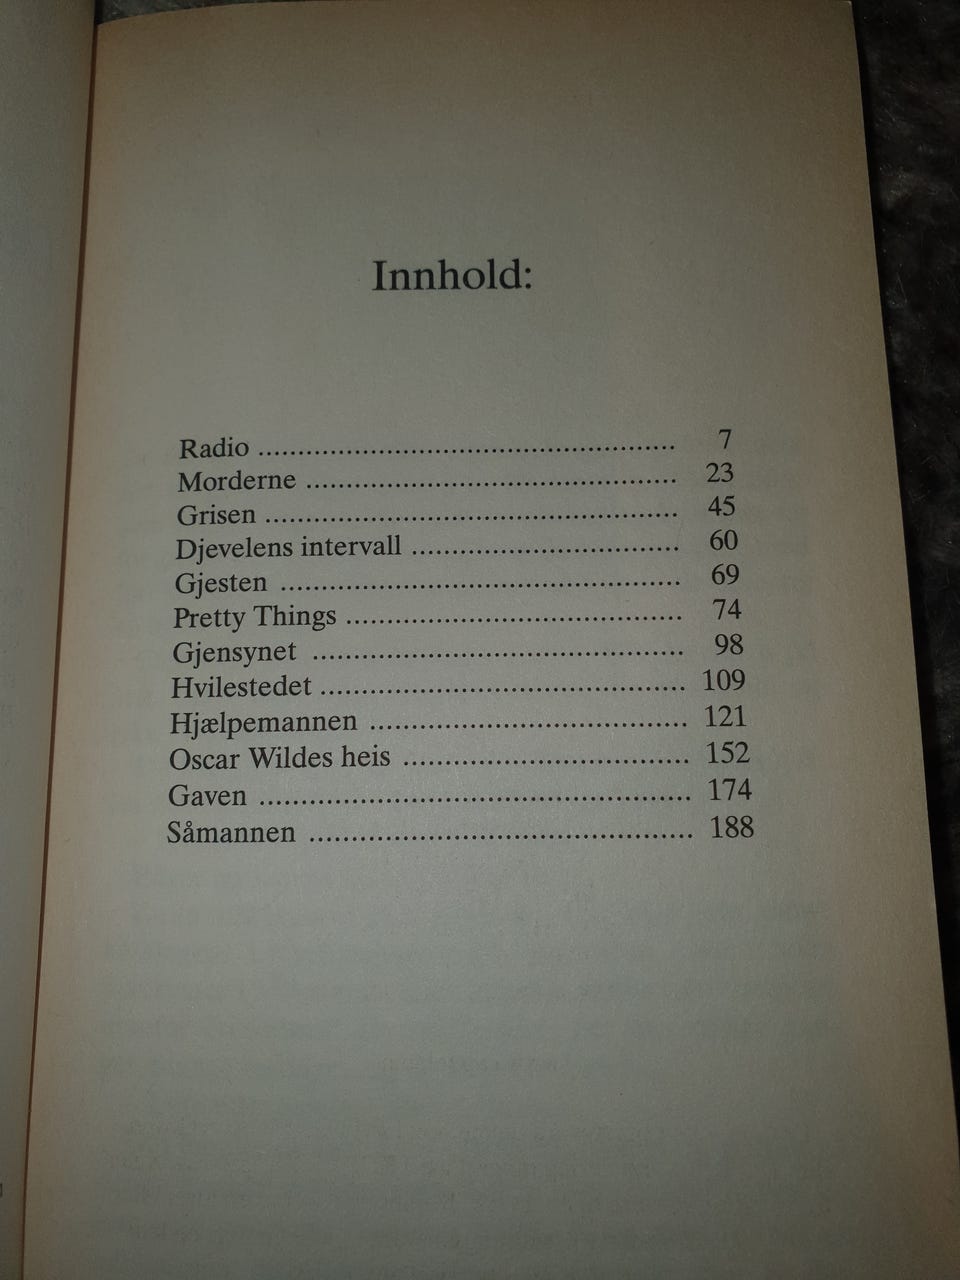 Innhold:
Radio ........................................................ 7
Morderne ................................................. 23
Grisen ....................................................... 45
Djevelens intervall .................................... 60
Gjesten ..................................................... 69
Pretty Things ............................................ 74
Gjensynet ................................................. 98
Hvilestedet ................................................ 109
Hjælpemannen .......................................... 121
Oscar Wildes heis ...................................... 152
Gaven ........................................................ 174
Såmannen ................................................. 188